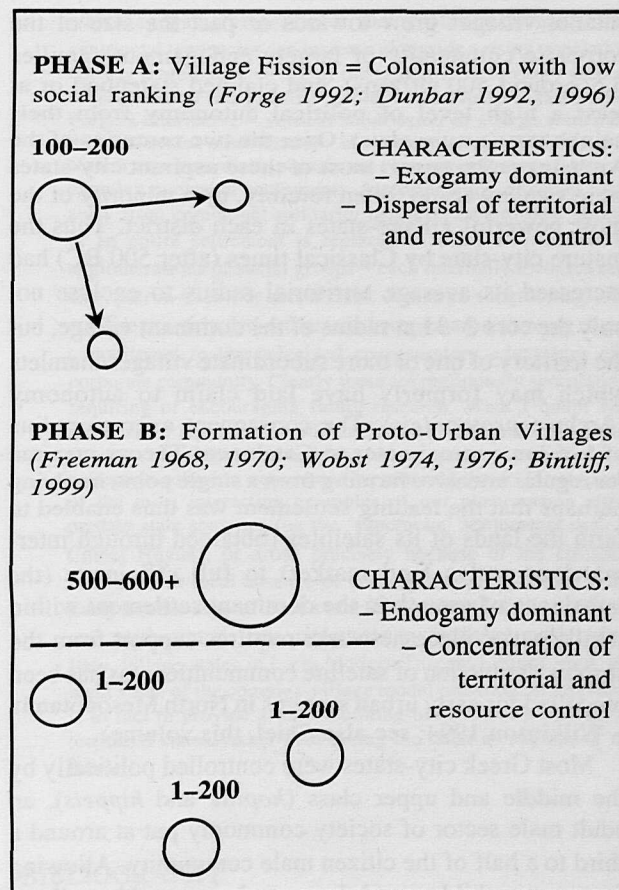 PHASE A: Village Fission = Colonisation with low
social ranking (Forge 1992; Dunbar 1992, 1996)
100–200
CHARACTERISTICS:
– Exogamy dominant
– Dispersal of territorial
and resource control
PHASE B: Formation of Proto-Urban Villages
(Freeman 1968, 1970; Wobst 1974, 1976; Bintliff,
1999)
500–600+
CHARACTERISTICS:
– Endogamy dominant
– Concentration of
territorial and
resource control
1–200
1–200
1–200